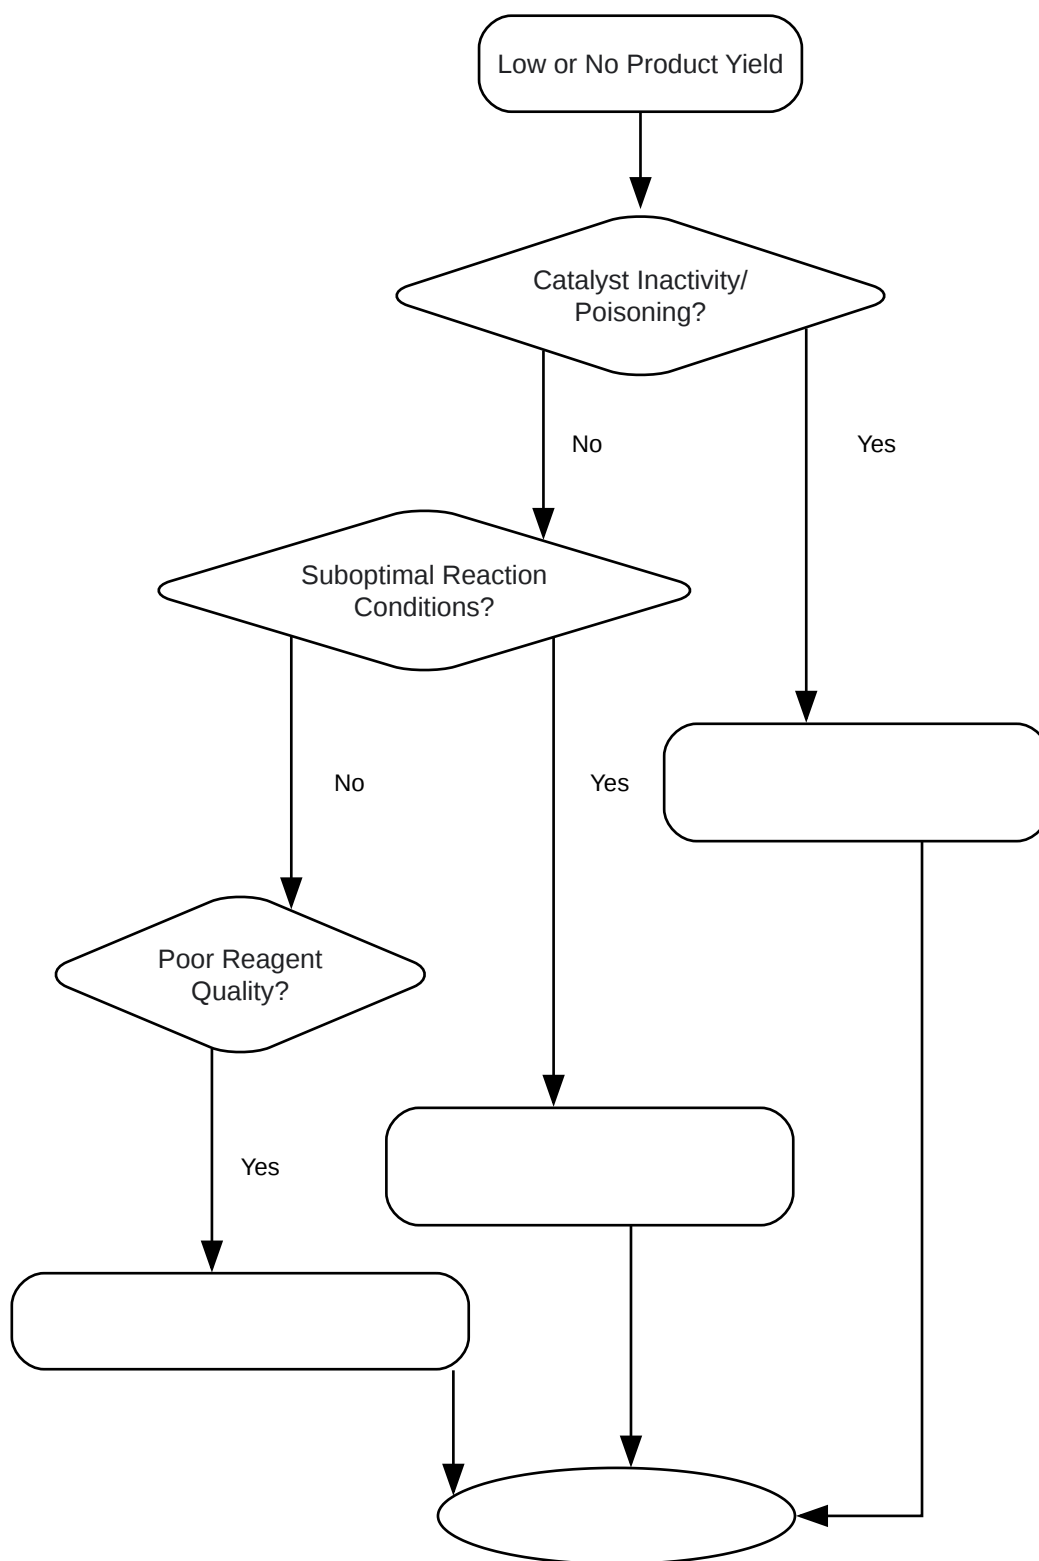 Low or No Product Yield
Catalyst Inactivity/
Poisoning?
No
Yes
Suboptimal Reaction
Conditions?
No
Yes
Poor Reagent
Quality?
Yes